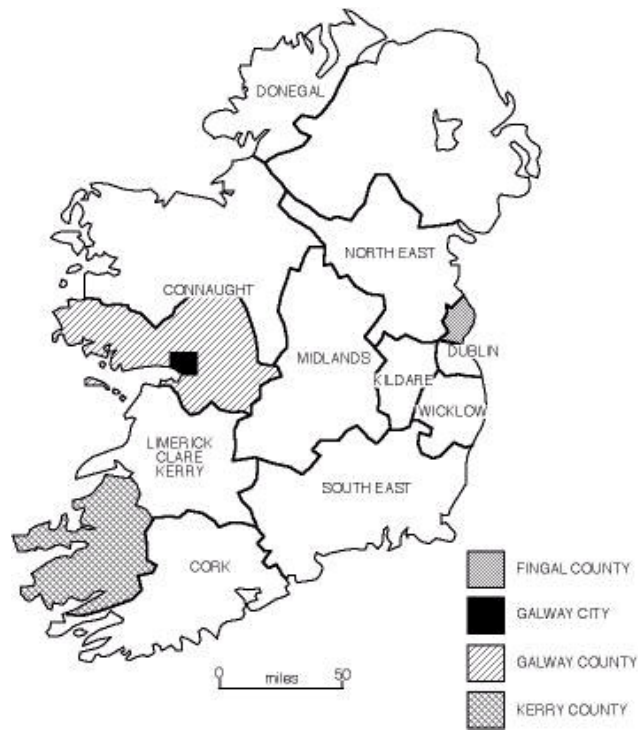 DONEGAL
NORTH EAST
CONNAUGHT
MIDLANDS
DUBLIN
KILDARE
WICKLOW
LIMERICK
CLARE
KERRY
SOUTH EAST
CORK
FINGAL COUNTY
GALWAY CITY
GALWAY COUNTY
KERRY COUNTY
0 miles 50